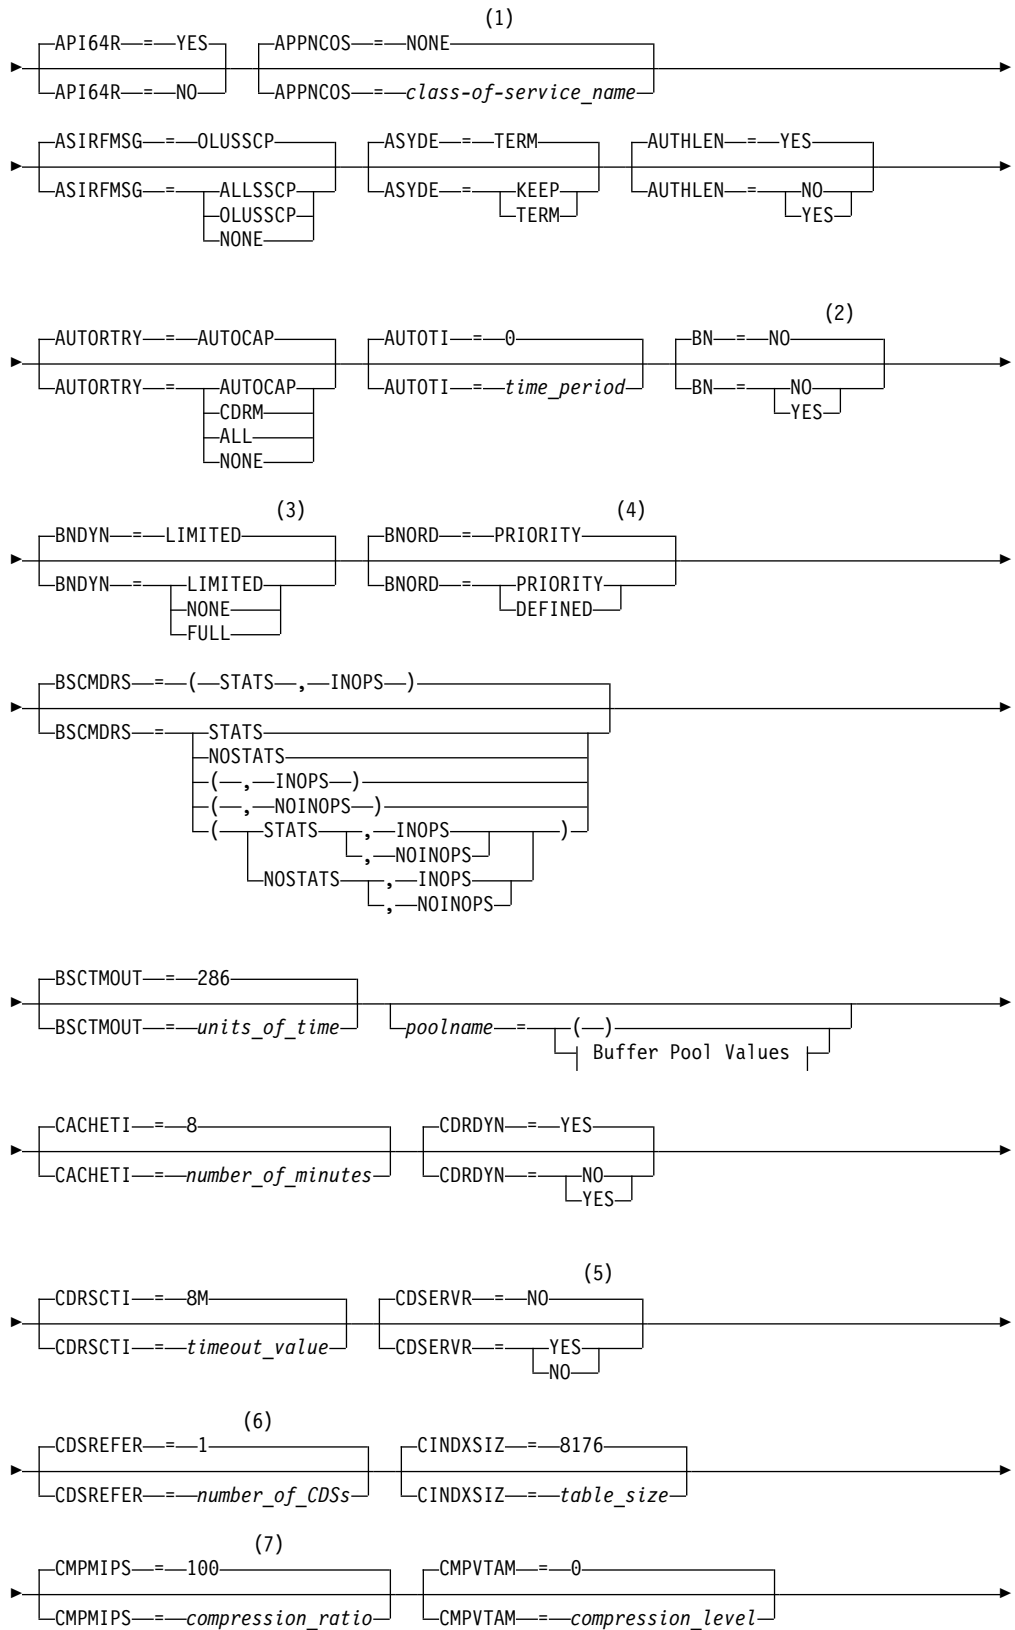 (1)
API64R = YES APPNCOS = NONE
API64R = NO APPNCOS = class-of-service_name
ASIRFMSG = OLUSSCP ASYDE = TERM AUTHLEN = YES
ASIRFMSG = ALLSSCP ASYDE = KEEP AUTHLEN = NO
OLUSSCP TERM YES
NONE
(2)
AUTORTRY = AUTOCAP AUTOTI = 0 BN = NO
AUTORTRY = AUTOCAP AUTOTI = time_period BN = NO
CDRM YES
ALL
NONE
(3) (4)
BNDYN = LIMITED BNORD = PRIORITY
BNDYN = LIMITED BNORD = PRIORITY
NONE DEFINED
FULL
BSCMDRS = ( STATS , INOPS )
BSCMDRS = STATS
NOSTATS
( , INOPS )
( , NOINOPS )
( STATS , INOPS )
, NOINOPS
NOSTATS , INOPS
, NOINOPS
BSCTMOUT = 286
BSCTMOUT = units_of_time poolname = ( )
Buffer Pool Values
CACHETI = 8 CDRDYN = YES
CACHETI = number_of_minutes CDRDYN = NO
YES
(5)
CDRSCTI = 8M CDSERVR = NO
CDRSCTI = timeout_value CDSERVR = YES
NO
(6)
CDSREFER = 1 CINDXSIZ = 8176
CDSREFER = number_of_CDSs CINDXSIZ = table_size
(7)
CMPMIPS = 100 CMPVTAM = 0
CMPMIPS = compression_ratio CMPVTAM = compression_level